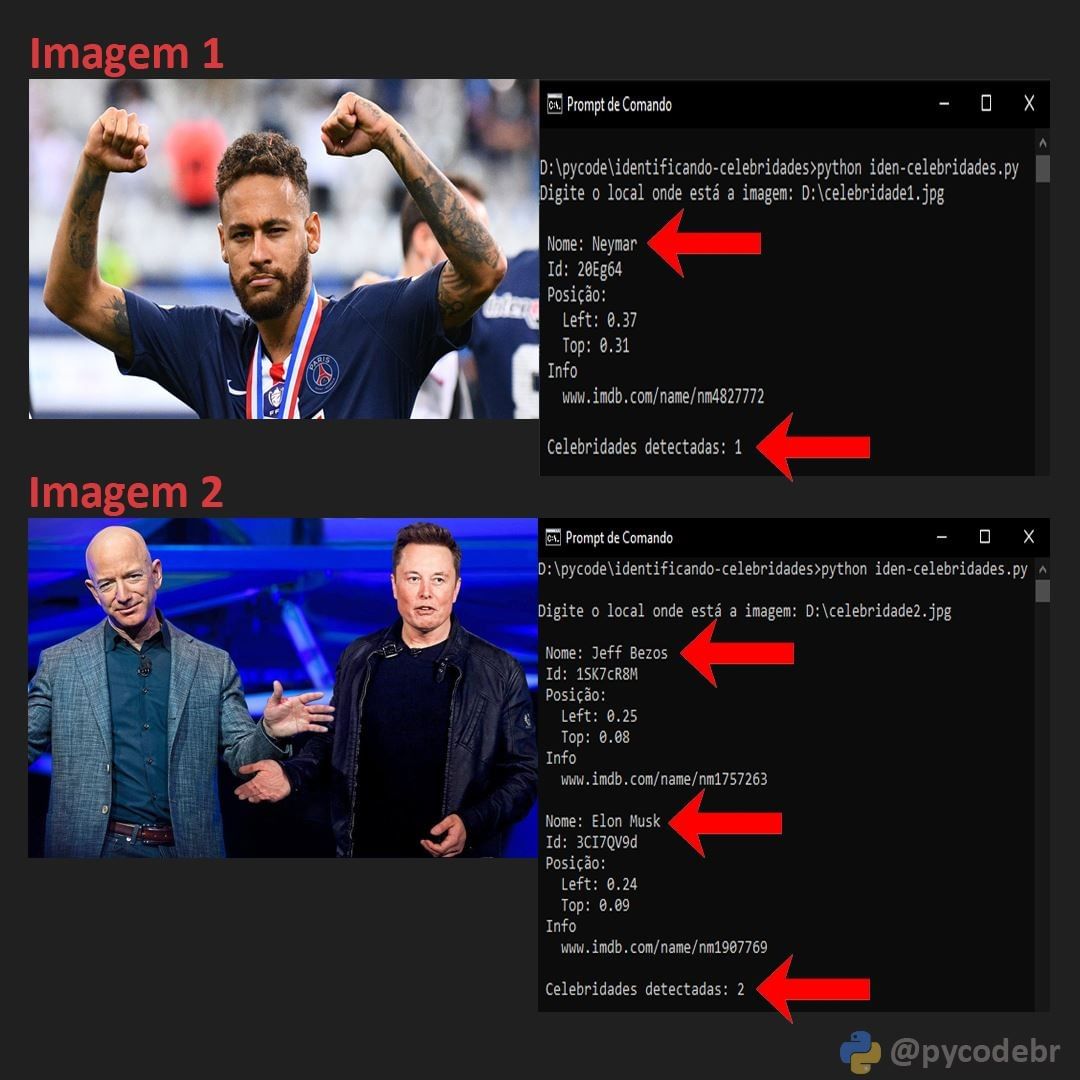 Imagem 1
PARIS
Prompt de Comando
D:\pycode\identificando-celebridades>python iden-celebridades.py
Digite o local onde está a imagem: D:\celebridade1.jpg
Nome: Neymar
Id: 20Eg64
Posição:
Left: 0.37
Top: 0.31
Info
www.imdb.com/name/nm4827772
Celebridades detectadas: 1
Imagem 2
Prompt de Comando
D:\pycode\identificando-celebridades>python iden-celebridades.py
Digite o local onde está a imagem: D:\celebridade2.jpg
Nome: Jeff Bezos
Id: 1SK7cR8M
Posição:
Left: 0.25
Top: 0.08
Info
www.imdb.com/name/nm1757263
Nome: Elon Musk
Id: 3CI7QV9d
Posição:
Left: 0.24
Top: 0.09
Info
www.imdb.com/name/nm1907769
Celebridades detectadas: 2
@pycodebr